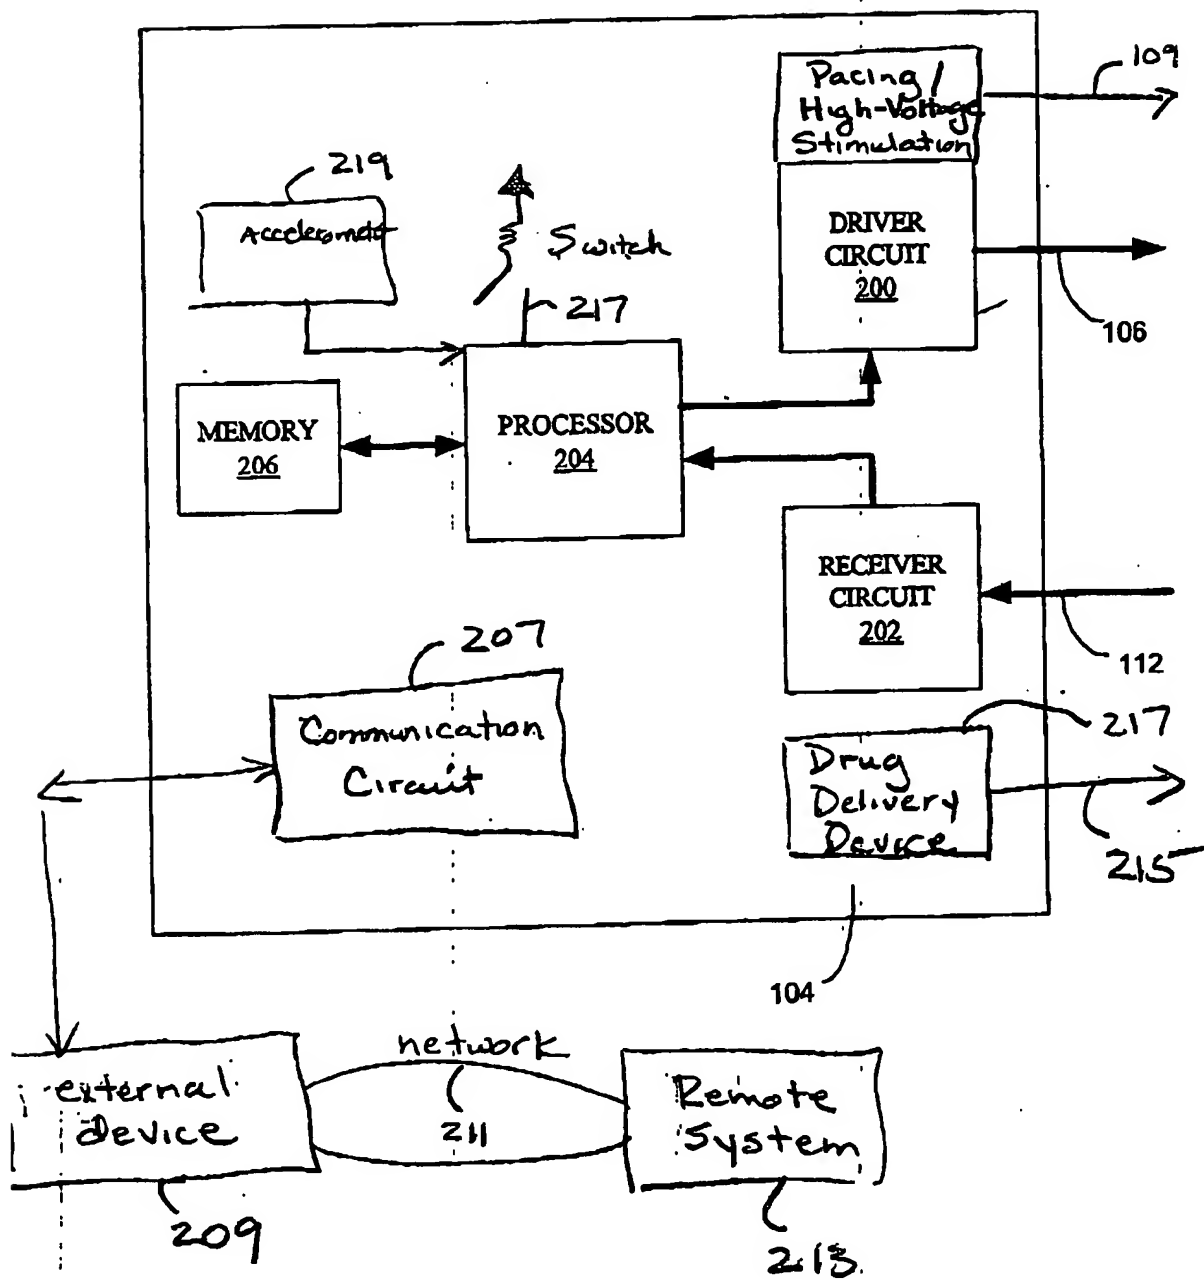 Pacing/
High-Voltage
Stimulation
109
219
Accelerometer
Switch
217
DRIVER
CIRCUIT
200
106
MEMORY
206
PROCESSOR
204
RECEIVER
CIRCUIT
202
112
207
Communication
Circuit
217
Drug
Delivery
Device
215
104
network
211
external
device
209
Remote
System
213